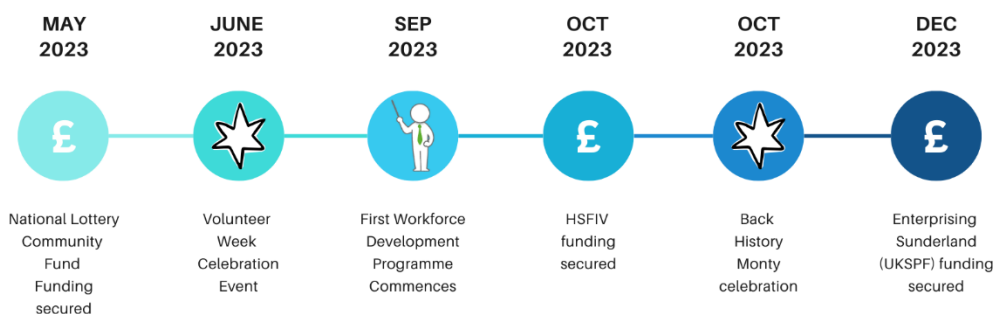 MAY
2023
JUNE
2023
SEP
2023
OCT
2023
OCT
2023
DEC
2023
£
£
£
National Lottery
Community
Fund
Funding
secured
Volunteer
Week
Celebration
Event
First Workforce
Development
Programme
Commences
HSFIV
funding
secured
Back
History
Monty
celebration
Enterprising
Sunderland
(UKSPF) funding
secured